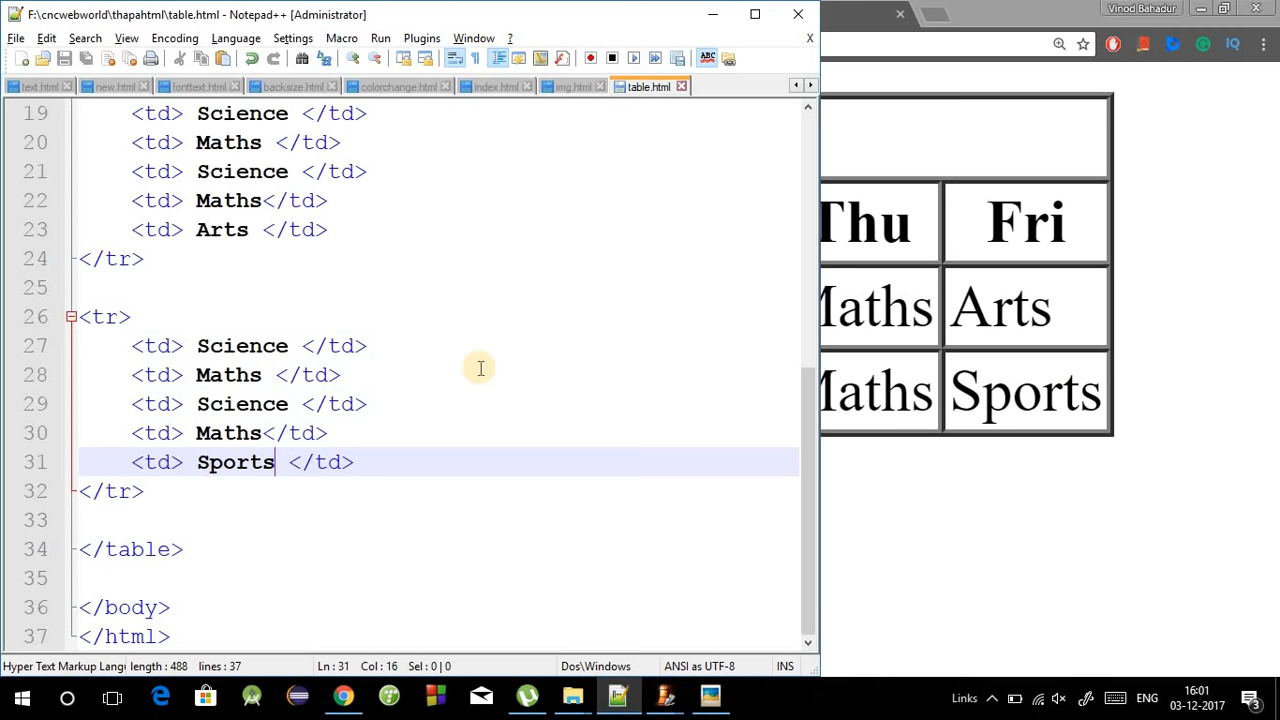 F:\cncwebworld\thapahtml\table.html - Notepad++ [Administrator]
Vinod Bahadur
File Edit Search View Encoding Language Settings Macro Run Plugins Window ? X
text.html new.html fonttext.html backsize.html colorchange.html index.html img.html table.html
19 <td> Science </td>
20 <td> Maths </td>
21 <td> Science </td>
22 <td> Maths</td>
23 <td> Arts </td>
24 </tr>
25
26 <tr>
27 <td> Science </td>
28 <td> Maths </td>
29 <td> Science </td>
30 <td> Maths</td>
31 <td> Sports </td>
32 </tr>
33
34 </table>
35
36 </body>
37 </html>
Thu Fri
Maths Arts
Maths Sports
Hyper Text Markup Lang length : 488 lines : 37 Ln : 31 Col : 16 Sel : 0 | 0 Dos\Windows ANSI as UTF-8 INS
Links ENG 16:01
03-12-2017 3